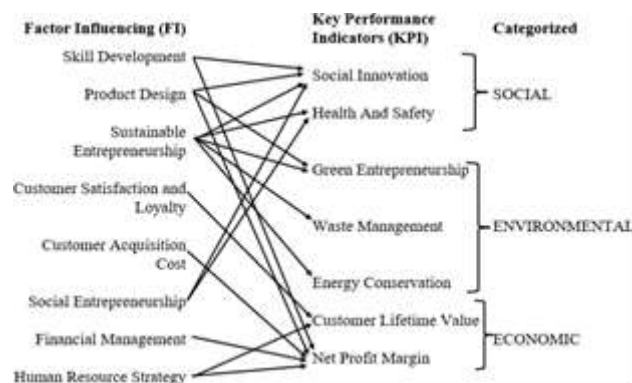 Factor Influencing (FI)
Skill Development
Product Design
Sustainable
Entrepreneurship
Customer Satisfaction and
Loyalty
Customer Acquisition
Cost
Social Entrepreneurship
Financial Management
Human Resource Strategy
Key Performance
Indicators (KPI)
Social Innovation
Health And Safety
Green Entrepreneurship
Waste Management
Energy Conservation
Customer Lifetime Value
Net Profit Margin
Categorized
SOCIAL
ENVIRONMENTAL
ECONOMIC